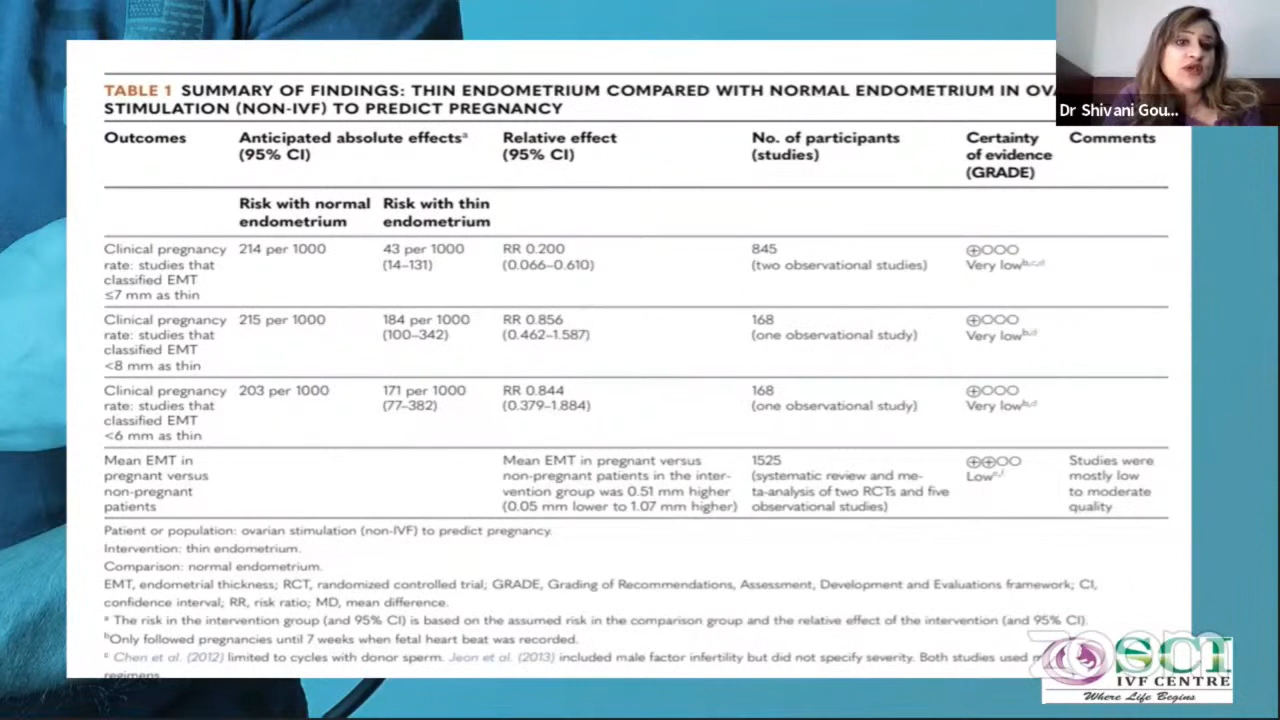 TABLE 1 SUMMARY OF FINDINGS: THIN ENDOMETRIUM COMPARED WITH NORMAL ENDOMETRIUM IN
STIMULATION (NON-IVF) TO PREDICT PREGNANCY
Dr Shivani Gou...
Outcomes Anticipated absolute effectsª Relative effect No. of participants Certainty Comments
(95% CI) (95% CI) (studies) of evidence
(GRADE)
Risk with normal Risk with thin
endometrium endometrium
Clinical pregnancy 214 per 1000 43 per 1000 RR 0.200 845 ⊕○○○
rate: studies that (14–131) (0.066–0.610) (two observational studies) Very low
classified EMT
≤7 mm as thin
Clinical pregnancy 215 per 1000 184 per 1000 RR 0.856 168 ⊕○○○
rate: studies that (100–342) (0.462–1.587) (one observational study) Very low
classified EMT
<8 mm as thin
Clinical pregnancy 203 per 1000 171 per 1000 RR 0.844 168 ⊕○○○
rate: studies that (77–382) (0.379–1.884) (one observational study) Very low
classified EMT
<6 mm as thin
Mean EMT in Mean EMT in pregnant versus 1525 ⊕⊕○○ Studies were
pregnant versus non-pregnant patients in the inter- (systematic review and me- Low mostly low
non-pregnant vention group was 0.51 mm higher ta-analysis of two RCTs and five to moderate
patients (0.05 mm lower to 1.07 mm higher) observational studies) quality
Patient or population: ovarian stimulation (non-IVF) to predict pregnancy.
Intervention: thin endometrium.
Comparison: normal endometrium.
EMT, endometrial thickness; RCT, randomized controlled trial; GRADE, Grading of Recommendations, Assessment, Development and Evaluations framework; CI,
confidence interval; RR, risk ratio; MD, mean difference.
ª The risk in the intervention group (and 95% CI) is based on the assumed risk in the comparison group and the relative effect of the intervention (and 95% CI).
ᵇOnly followed pregnancies until 7 weeks when fetal heart beat was recorded.
ᶜ Chen et al. (2012) limited to cycles with donor sperm. Jeon et al. (2013) included male factor infertility but did not specify severity. Both studies used
regimens
zoom
IVF CENTRE
Where Life Begins